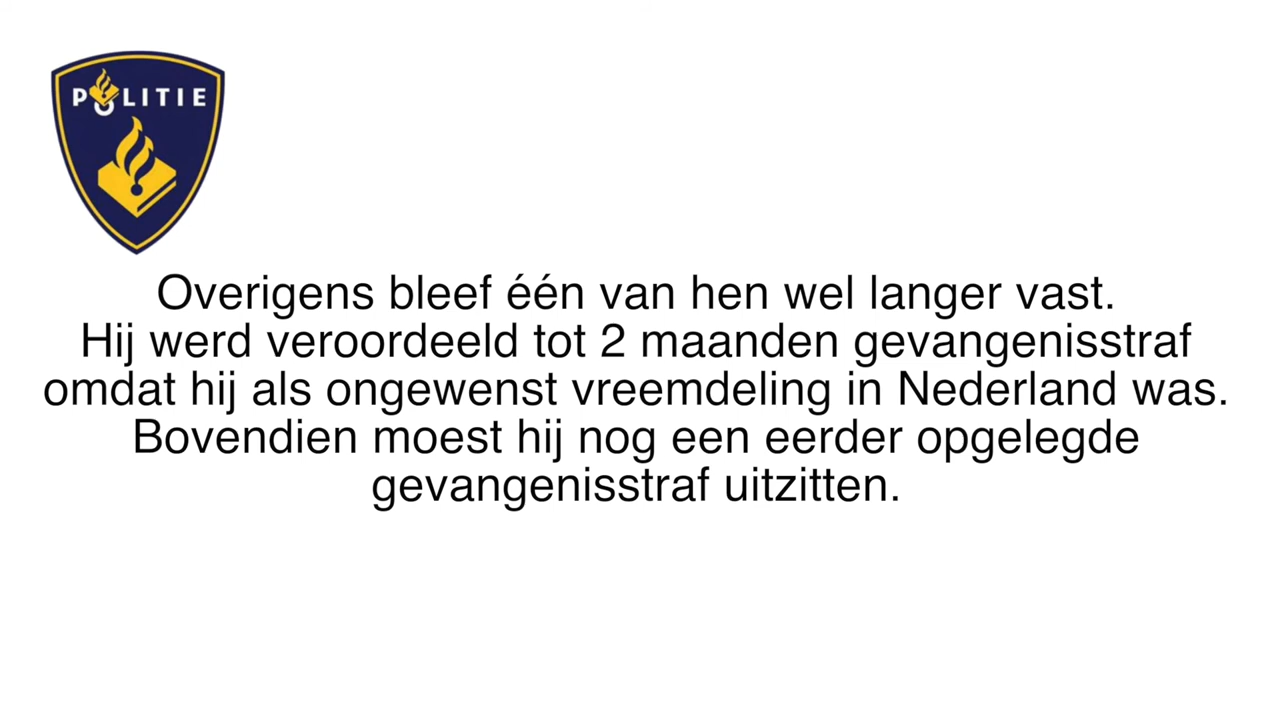 POLITIE
Overigens bleef één van hen wel langer vast.
Hij werd veroordeeld tot 2 maanden gevangenisstraf
omdat hij als ongewenst vreemdeling in Nederland was.
Bovendien moest hij nog een eerder opgelegde
gevangenisstraf uitzitten.